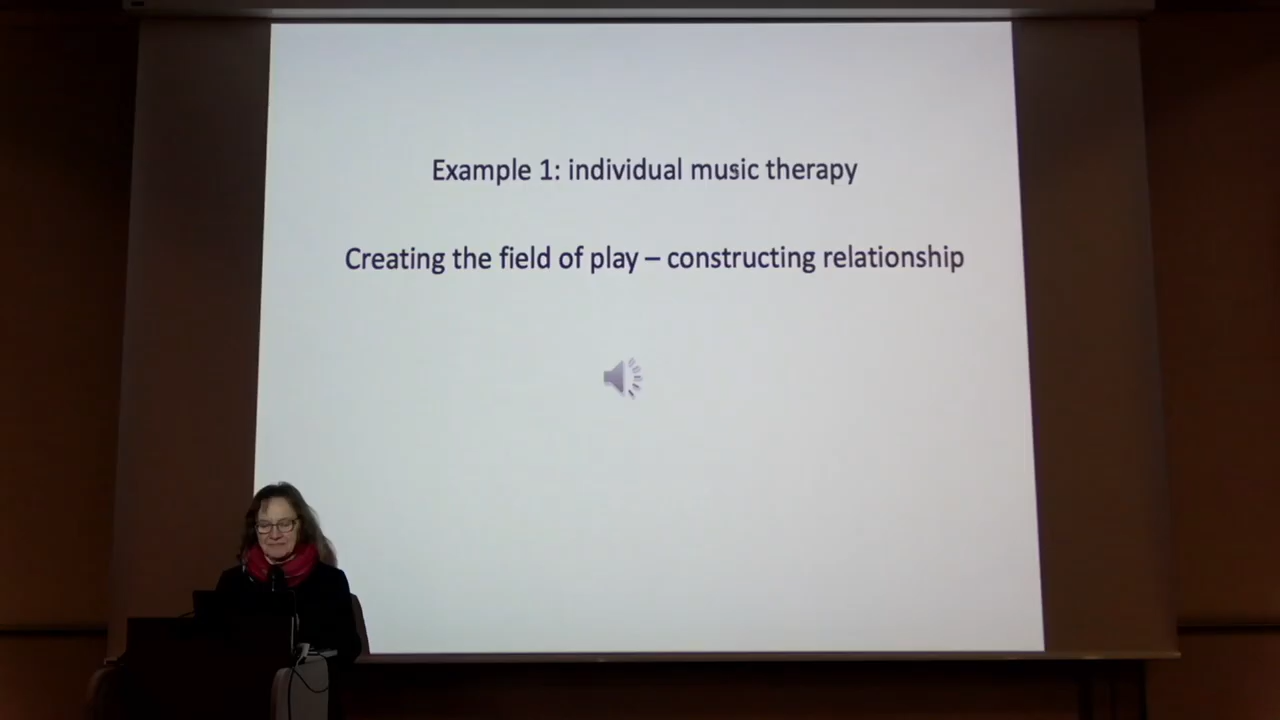 Example 1: individual music therapy
Creating the field of play – constructing relationship